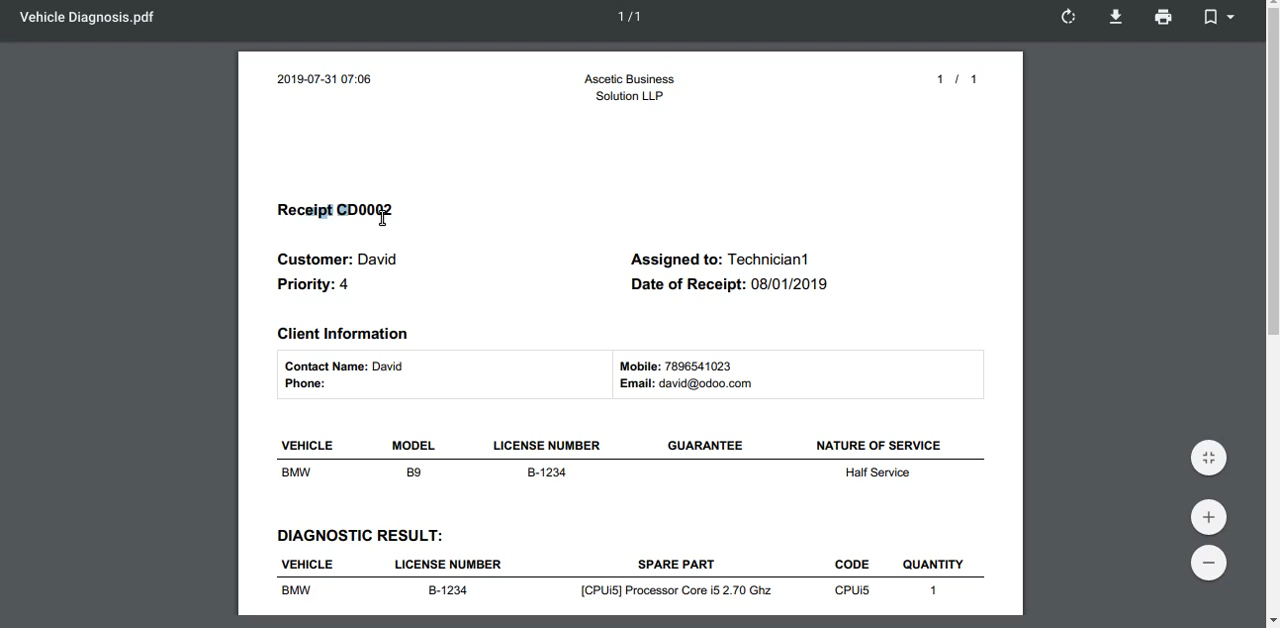 Vehicle Diagnosis.pdf 1 / 1
2019-07-31 07:06 Ascetic Business 1 / 1
Solution LLP
Receipt CD0002
Customer: David Assigned to: Technician1
Priority: 4 Date of Receipt: 08/01/2019
Client Information
Contact Name: David Mobile: 7896541023
Phone: Email: david@odoo.com
VEHICLE MODEL LICENSE NUMBER GUARANTEE NATURE OF SERVICE
BMW B9 B-1234 Half Service
DIAGNOSTIC RESULT:
VEHICLE LICENSE NUMBER SPARE PART CODE QUANTITY
BMW B-1234 [CPUi5] Processor Core i5 2.70 Ghz CPUi5 1